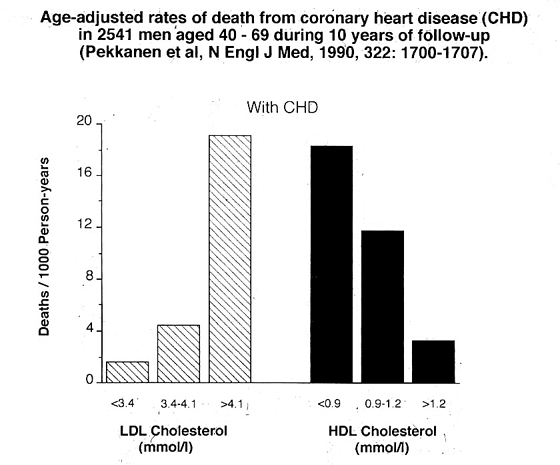 Age-adjusted rates of death from coronary heart disease (CHD)
in 2541 men aged 40 - 69 during 10 years of follow-up
(Pekkanen et al, N Engl J Med, 1990, 322: 1700-1707).
With CHD
Deaths / 1000 Person-years
20
16
12
8
4
0
<3.4 3.4-4.1 >4.1 <0.9 0.9-1.2 >1.2
LDL Cholesterol HDL Cholesterol
(mmol/l) (mmol/l)